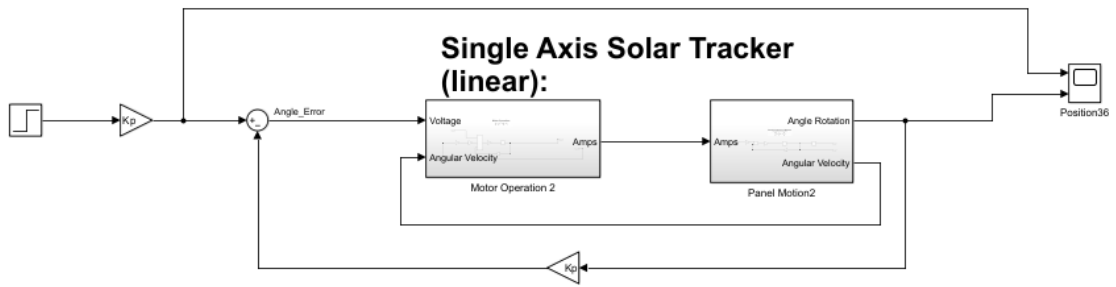 Single Axis Solar Tracker
(linear):
Kp
+
-
Angle_Error
Voltage
Angular Velocity
Amps
Motor Operation 2
Amps
Angle Rotation
Angular Velocity
Panel Motion2
Position36
Kp